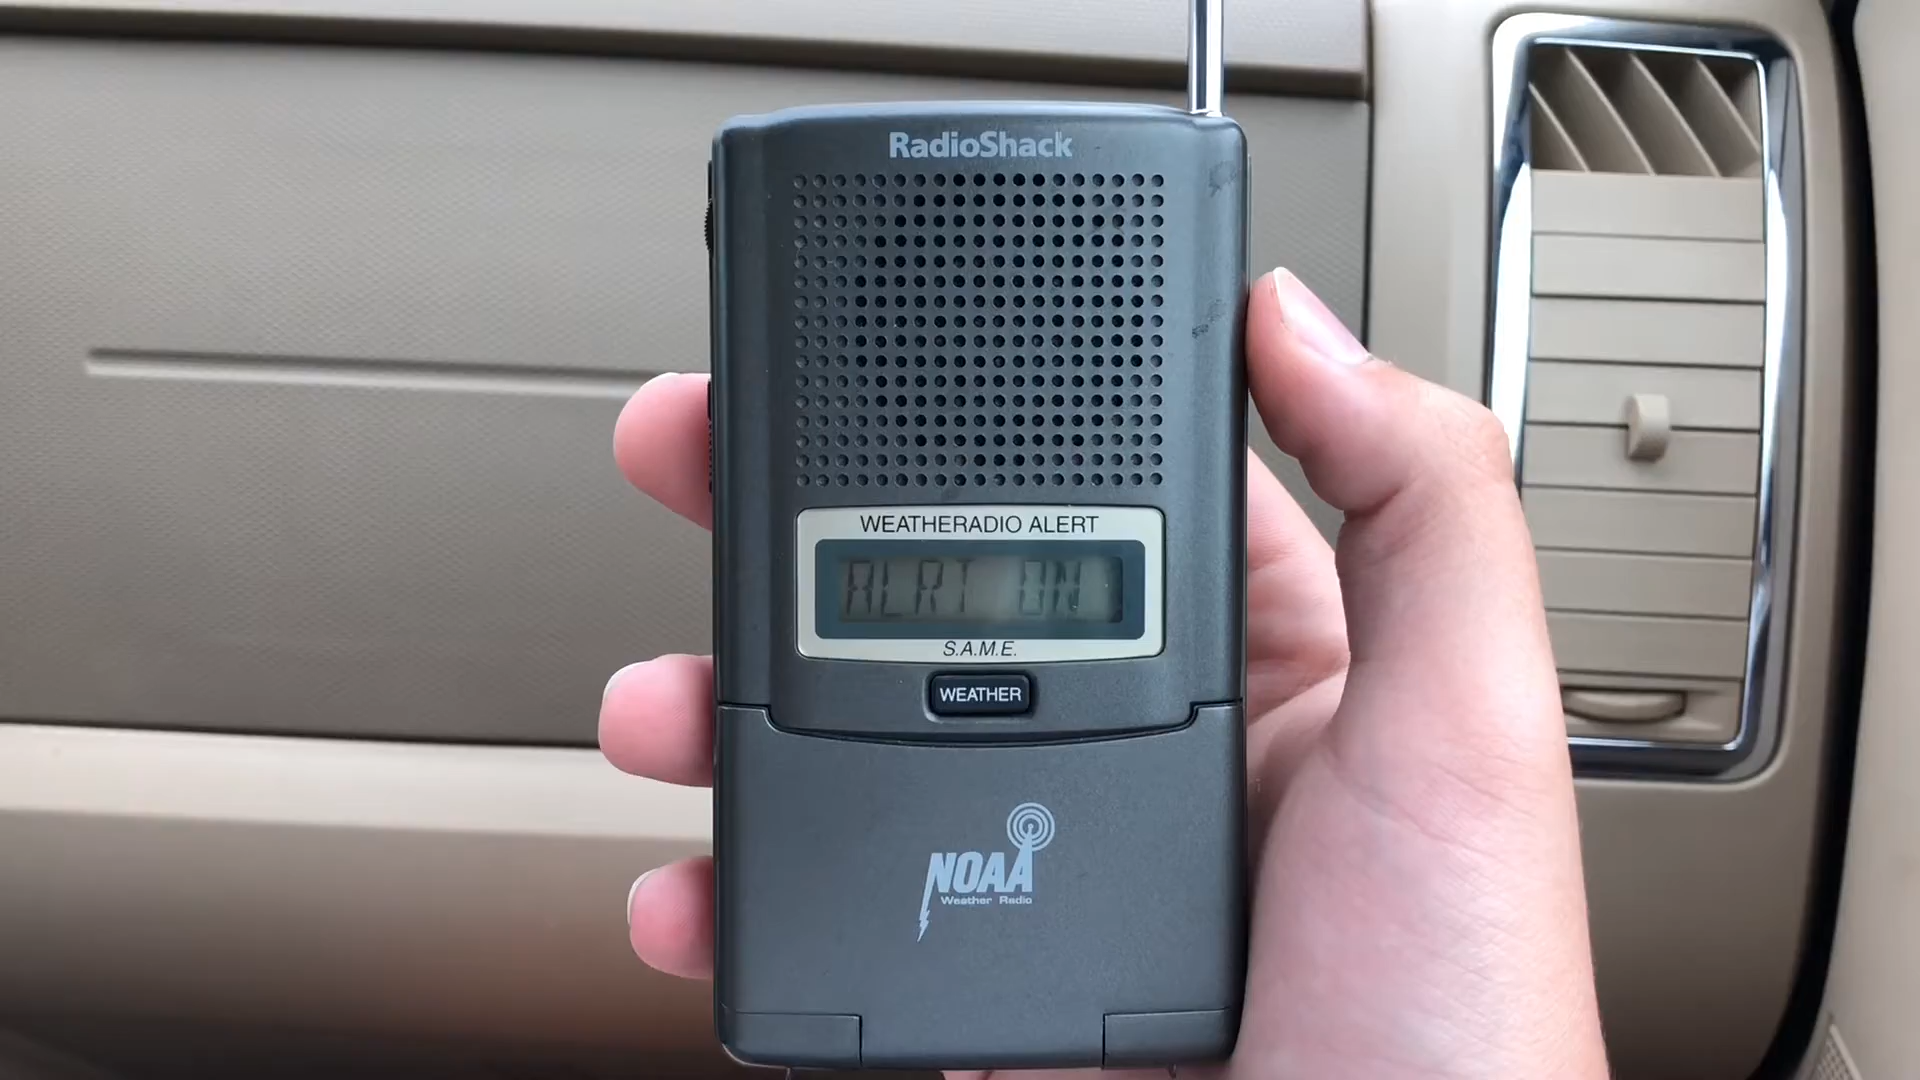 RadioShack
WEATHERADIO ALERT
ALRT ON
S.A.M.E.
WEATHER
NOAA
Weather Radio